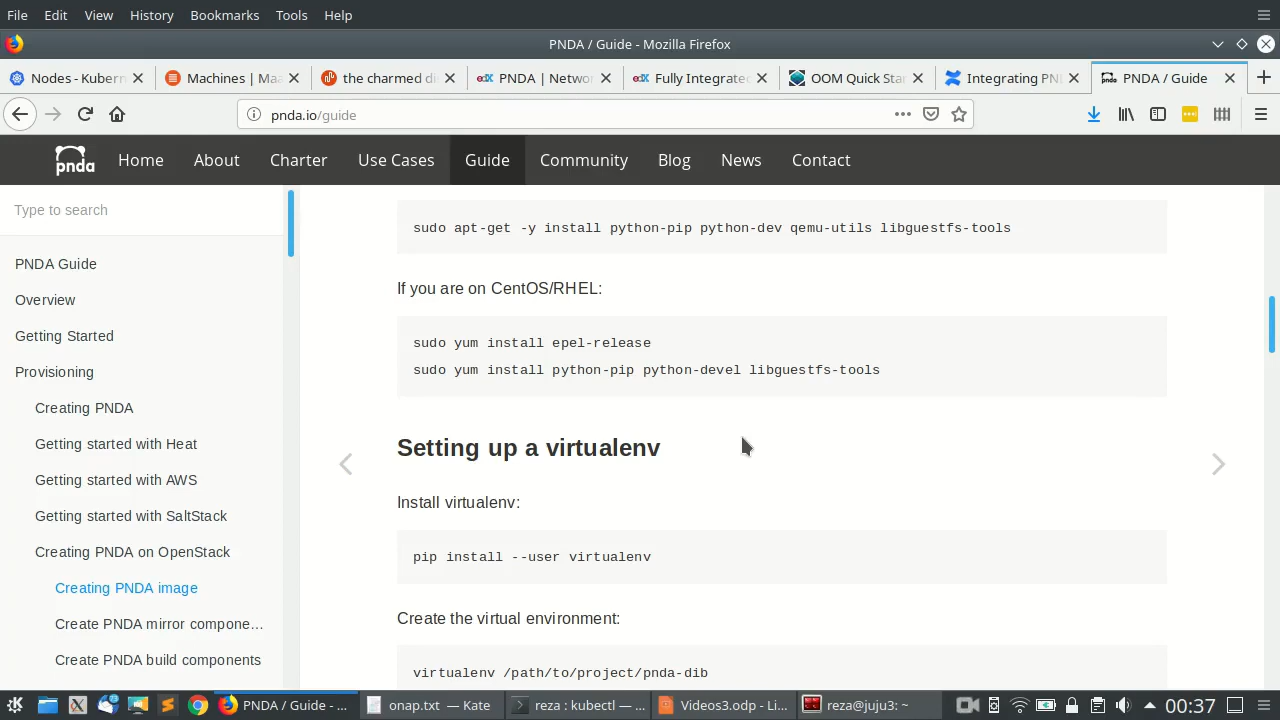 File Edit View History Bookmarks Tools Help
PNDA / Guide - Mozilla Firefox
Nodes - Kubern
Machines | Maa
the charmed di
edX PNDA | Netwo
edX Fully Integrate
OOM Quick Sta
Integrating PN
PNDA / Guide
pnda.io/guide
pnda Home About Charter Use Cases Guide Community Blog News Contact
Type to search
PNDA Guide
Overview
Getting Started
Provisioning
Creating PNDA
Getting started with Heat
Getting started with AWS
Getting started with SaltStack
Creating PNDA on OpenStack
Creating PNDA image
Create PNDA mirror compone...
Create PNDA build components
sudo apt-get -y install python-pip python-dev qemu-utils libguestfs-tools
If you are on CentOS/RHEL:
sudo yum install epel-release
sudo yum install python-pip python-devel libguestfs-tools
Setting up a virtualenv
Install virtualenv:
pip install --user virtualenv
Create the virtual environment:
virtualenv /path/to/project/pnda-dib
PNDA / Guide - ... onap.txt — Kate reza : kubectl — ... Videos3.odp - Li... reza@juju3: ~ 00:37